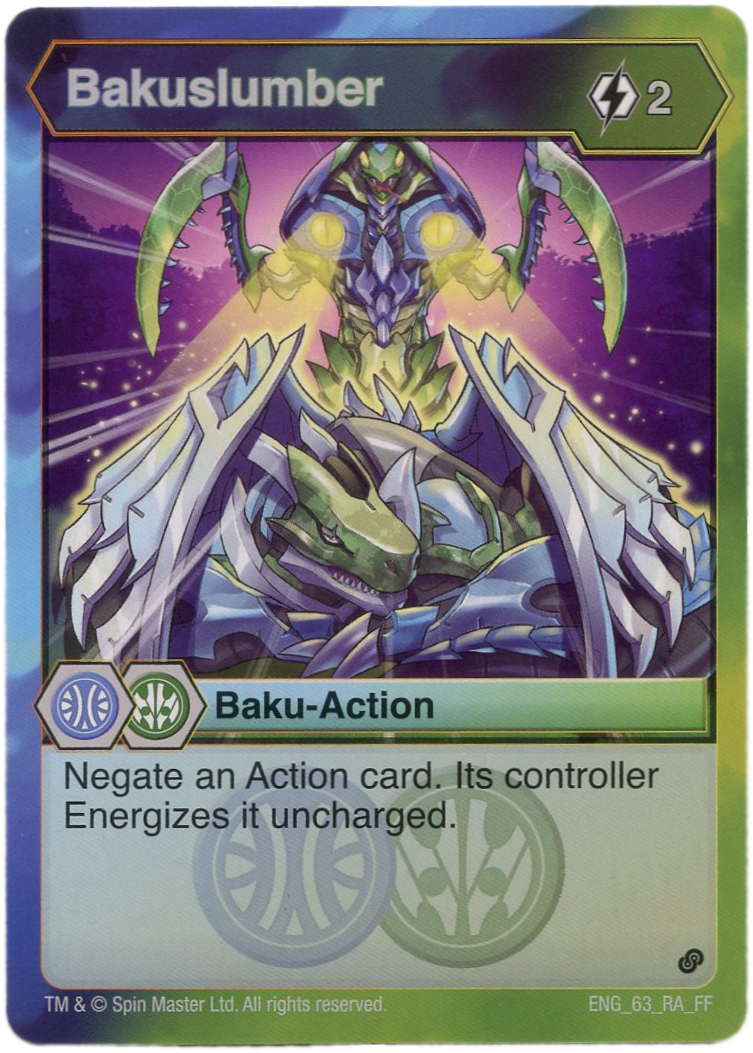 Bakuslumber
2
Baku-Action
Negate an Action card. Its controller
Energizes it uncharged.
TM & © Spin Master Ltd. All rights reserved.
ENG_63_RA_FF